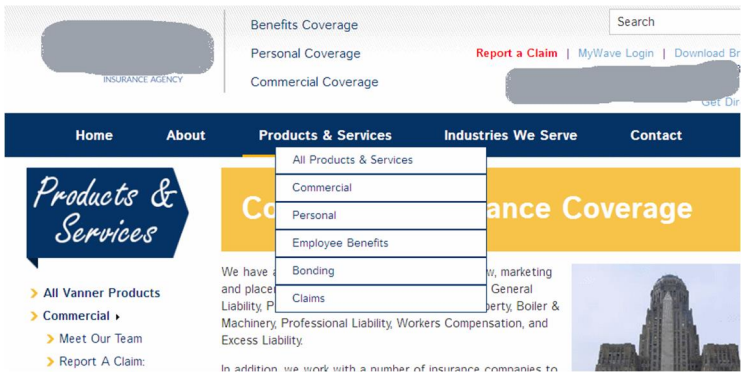 Benefits Coverage
Search
Personal Coverage
Report a Claim | MyWave Login | Download Br
INSURANCE AGENCY
Commercial Coverage
Get Dir
Home About Products & Services Industries We Serve Contact
All Products & Services
Commercial
Personal
Employee Benefits
Bonding
Claims
Products &
Services
Co ance Coverage
All Vanner Products
Commercial
Meet Our Team
Report A Claim:
We have a w, marketing
and placer General
Liability, P perty, Boiler &
Machinery, Professional Liability, Workers Compensation, and
Excess Liability.
In addition, we work with a number of insurance companies to